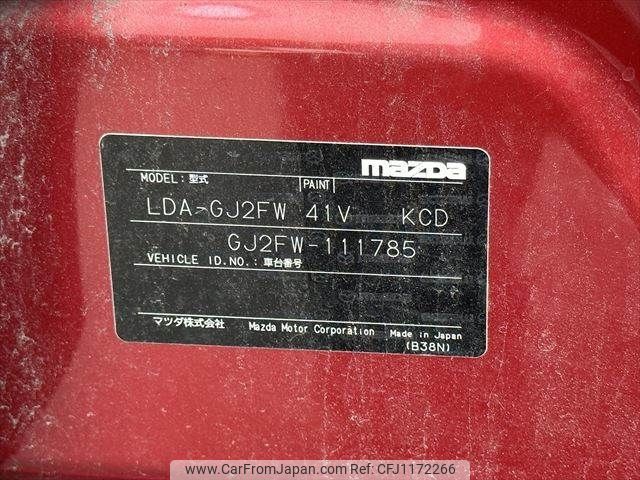 mazda
MODEL:型式 PAINT
LDA-GJ2FW 41V KCD
GJ2FW-111785
VEHICLE ID.NO.:車台番号
マツダ株式会社 Mazda Motor Corporation Made in Japan
(B38N)
www.CarFromJapan.com Ref No: CFJ1172266